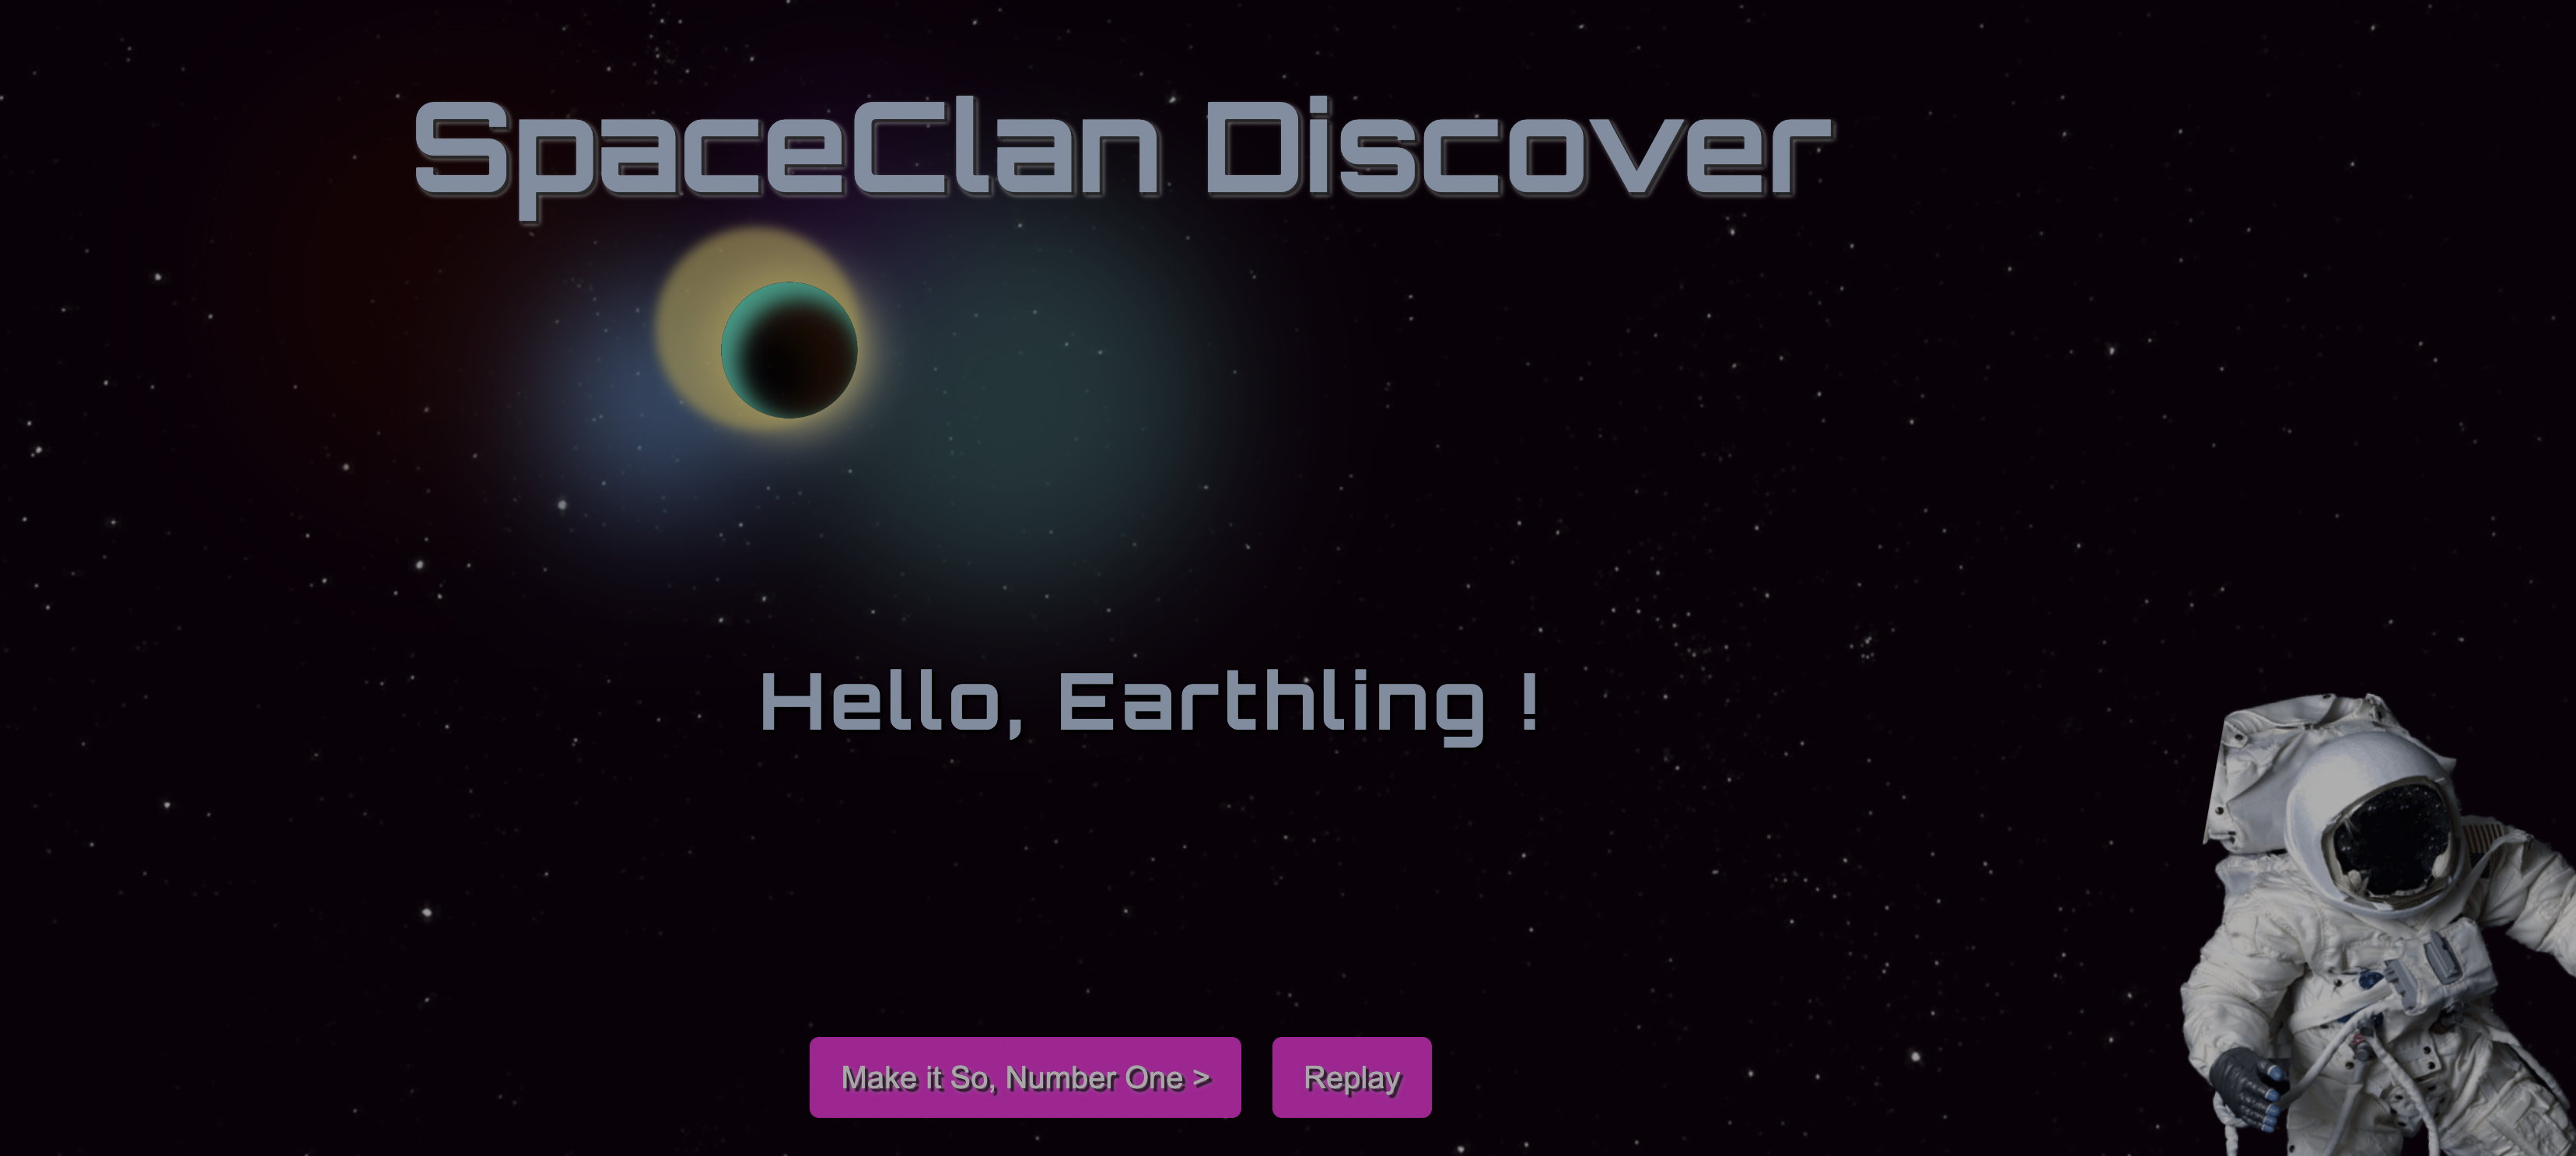 SpaceClan Discover
Hello, Earthling !
Make it So, Number One >
Replay